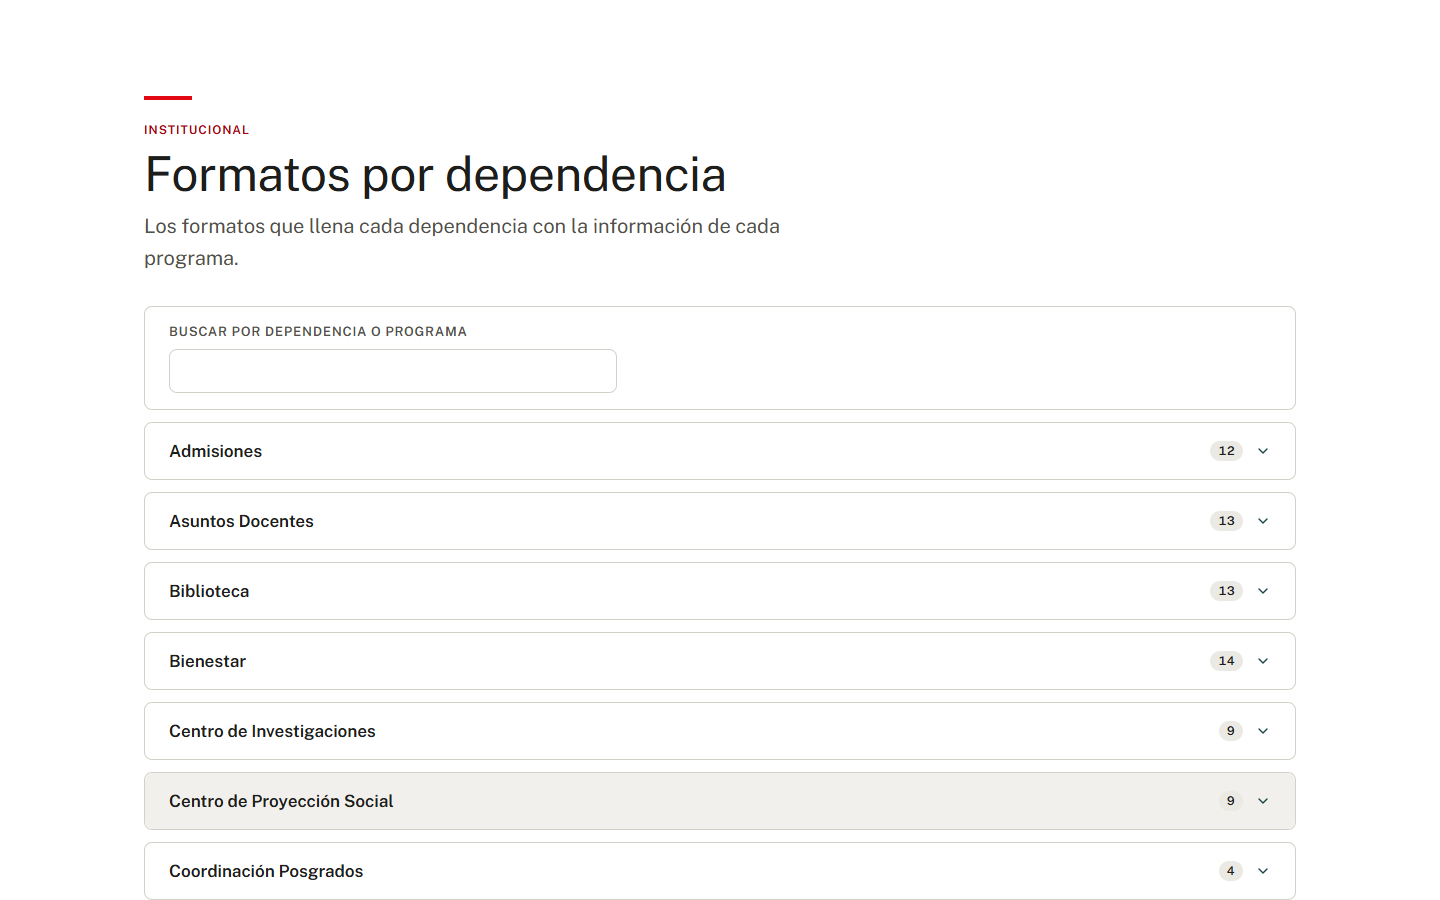 INSTITUCIONAL
Formatos por dependencia
Los formatos que llena cada dependencia con la información de cada
programa.
BUSCAR POR DEPENDENCIA O PROGRAMA
Admisiones 12
Asuntos Docentes 13
Biblioteca 13
Bienestar 14
Centro de Investigaciones 9
Centro de Proyección Social 9
Coordinación Posgrados 4